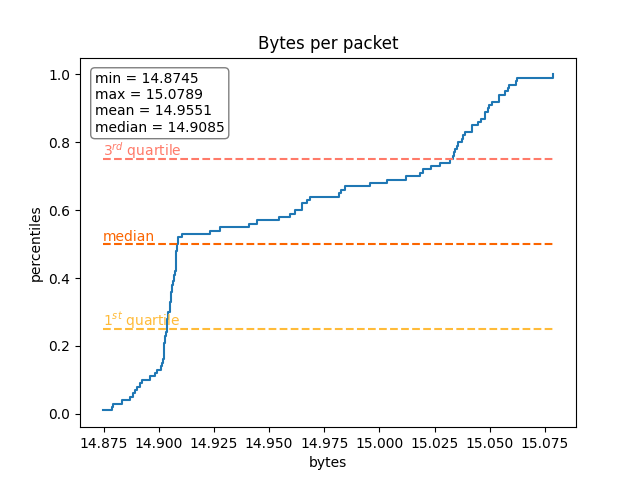 Bytes per packet
min = 14.8745
max = 15.0789
mean = 14.9551
median = 14.9085
3rd quartile
median
1st quartile
percentiles
1.0
0.8
0.6
0.4
0.2
0.0
14.875 14.900 14.925 14.950 14.975 15.000 15.025 15.050 15.075
bytes